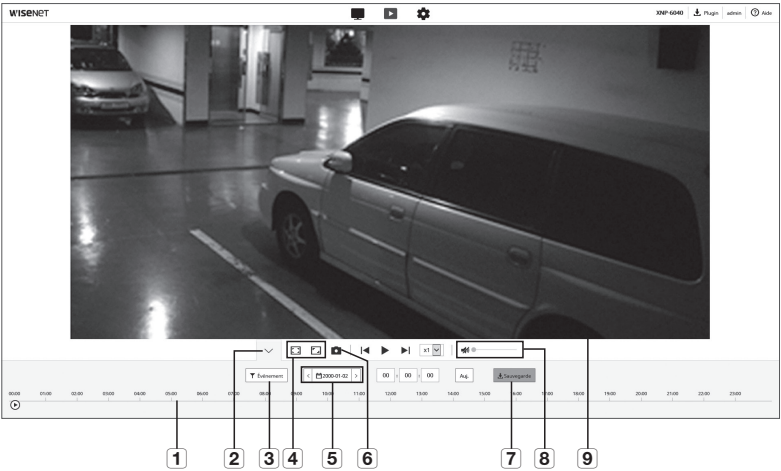 WISENET
XNP-6040 Plugin admin Aide
x1
Événement 2000-01-02 00 : 00 : 00 Auj. Sauvegarde
00:00 01:00 02:00 03:00 04:00 05:00 06:00 07:00 08:00 09:00 10:00 11:00 12:00 13:00 14:00 15:00 16:00 17:00 18:00 19:00 20:00 21:00 22:00 23:00
1 2 3 4 5 6 7 8 9